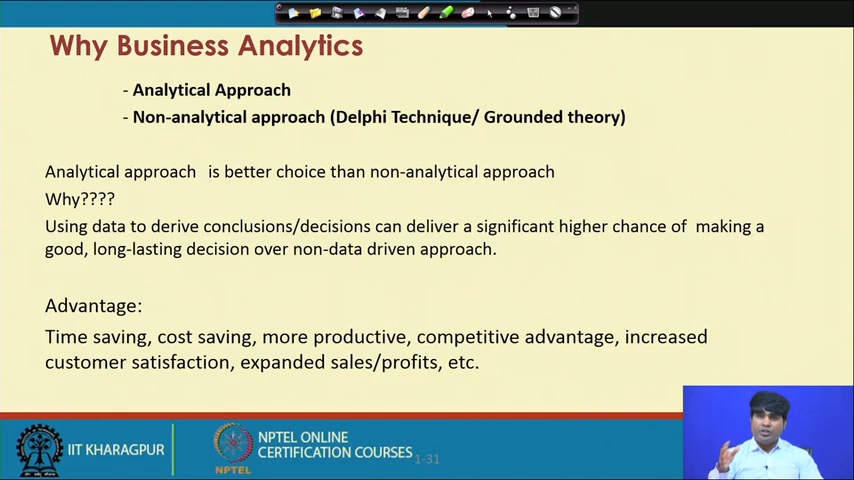 Why Business Analytics
- Analytical Approach
- Non-analytical approach (Delphi Technique/ Grounded theory)
Analytical approach is better choice than non-analytical approach
Why????
Using data to derive conclusions/decisions can deliver a significant higher chance of making a
good, long-lasting decision over non-data driven approach.
Advantage:
Time saving, cost saving, more productive, competitive advantage, increased
customer satisfaction, expanded sales/profits, etc.
IIT KHARAGPUR
NPTEL
NPTEL ONLINE
CERTIFICATION COURSES
1-31